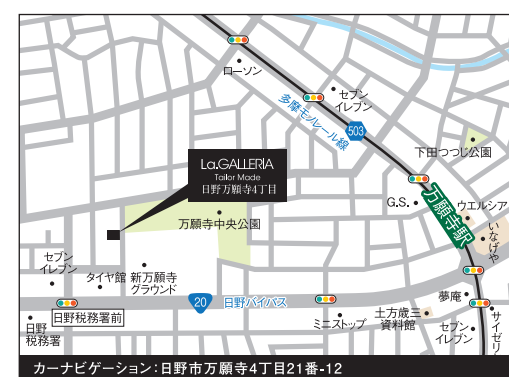 ローソン
セブン
イレブン
多摩モノレール線
503
下田つつじ公園
La.GALLERIA
Tailor Made
日野万願寺4丁目
G.S.
万願寺駅
ウエルシア
いなげや
万願寺中央公園
セブン
イレブン
タイヤ館
新万願寺
グラウンド
20
日野バイパス
日野税務署前
日野
税務署
ミニストップ
土方歳三
資料館
夢庵
セブン
イレブン
サイゼリ
カーナビゲーション:日野市万願寺4丁目21番-12